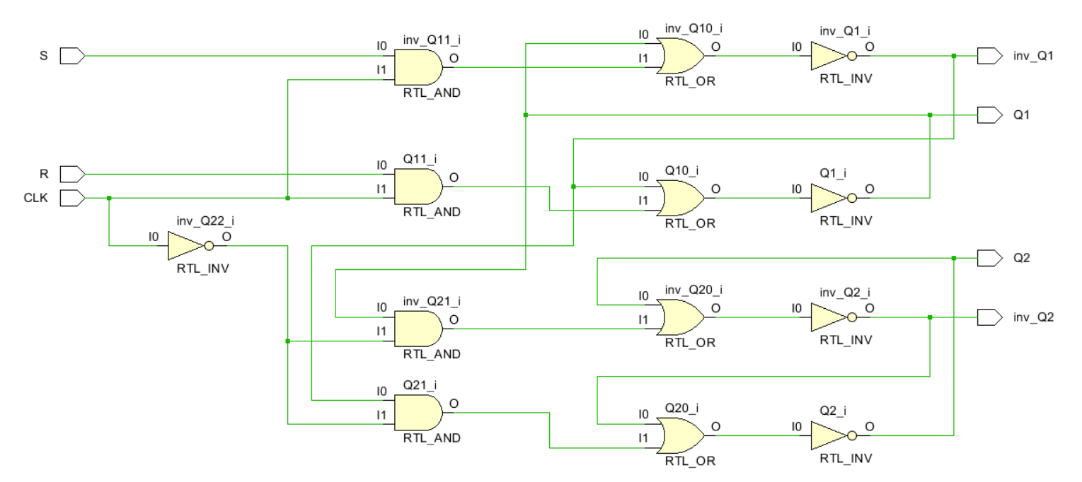 inv_Q11_i
inv_Q10_i
inv_Q1_i
S
I0
I1
O
RTL_AND
I0
I1
O
RTL_OR
I0
O
RTL_INV
inv_Q1
Q1
Q11_i
Q10_i
Q1_i
R
CLK
I0
I1
O
RTL_AND
I0
I1
O
RTL_OR
I0
O
RTL_INV
inv_Q22_i
I0
O
RTL_INV
Q2
inv_Q21_i
inv_Q20_i
inv_Q2_i
I0
I1
O
RTL_AND
I0
I1
O
RTL_OR
I0
O
RTL_INV
inv_Q2
Q21_i
Q20_i
Q2_i
I0
I1
O
RTL_AND
I0
I1
O
RTL_OR
I0
O
RTL_INV